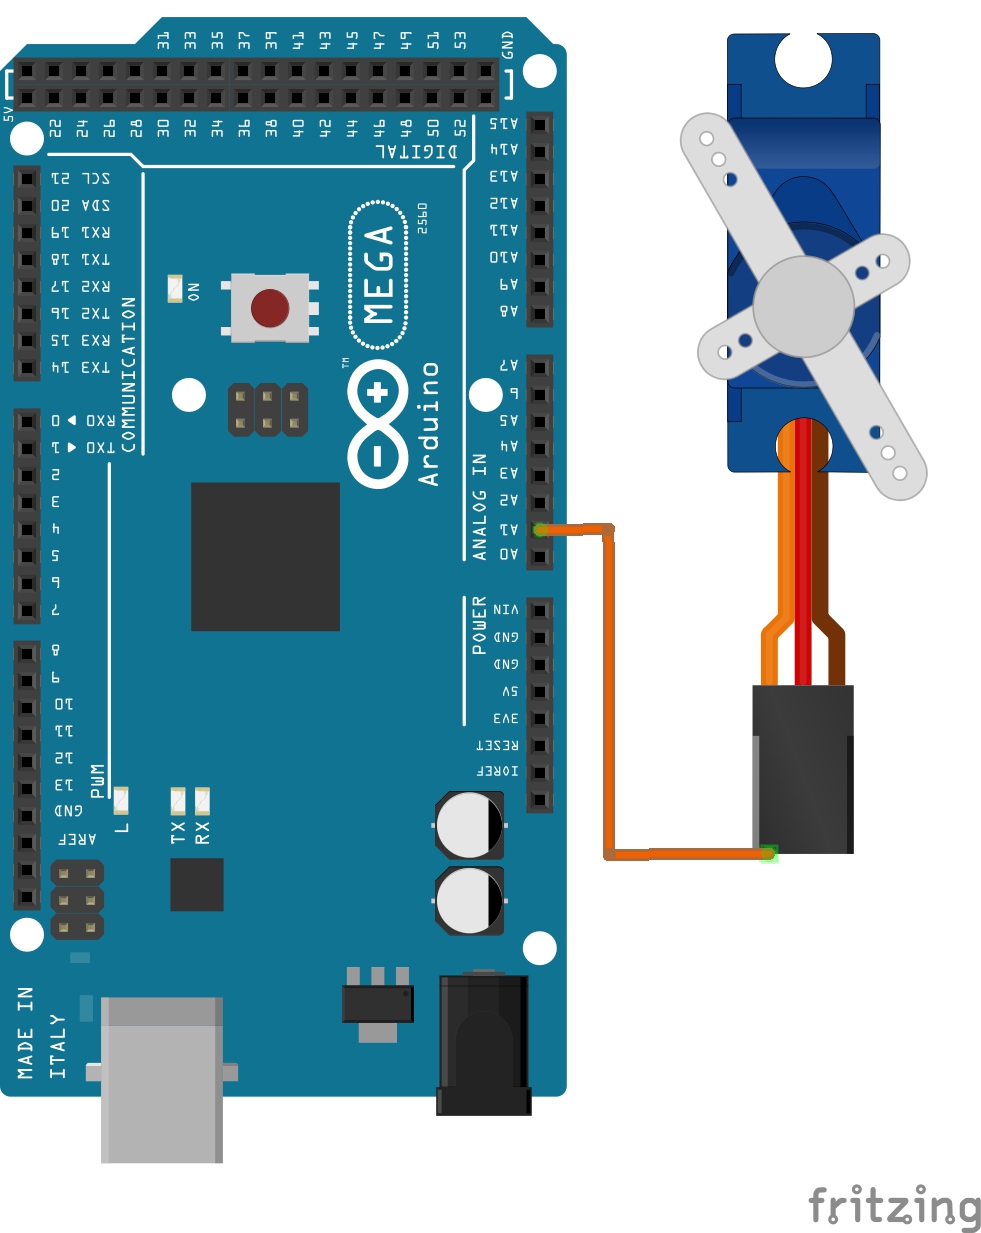 31 33 35 37 39 41 43 45 47 49 51 53 GND
5V
22 24 26 28 30 32 34 36 38 40 42 44 46 48 50 52
DIGITAL
SCL 21
SDA 20
RX1 19
TX1 18
RX2 17
TX2 16
RX3 15
TX3 14
COMMUNICATION
RXD 0
TXD 1
2
3
4
5
6
7
8
9
10
11
12
13
GND
AREF
PWM
L
TX
RX
ON
MEGA
2560
TM
Arduino
A15
A14
A13
A12
A11
A10
A9
A8
A7
6
A5
A4
A3
A2
A1
A0
ANALOG IN
POWER
VIN
GND
GND
5V
3V3
RESET
IOREF
MADE IN
ITALY
fritzing